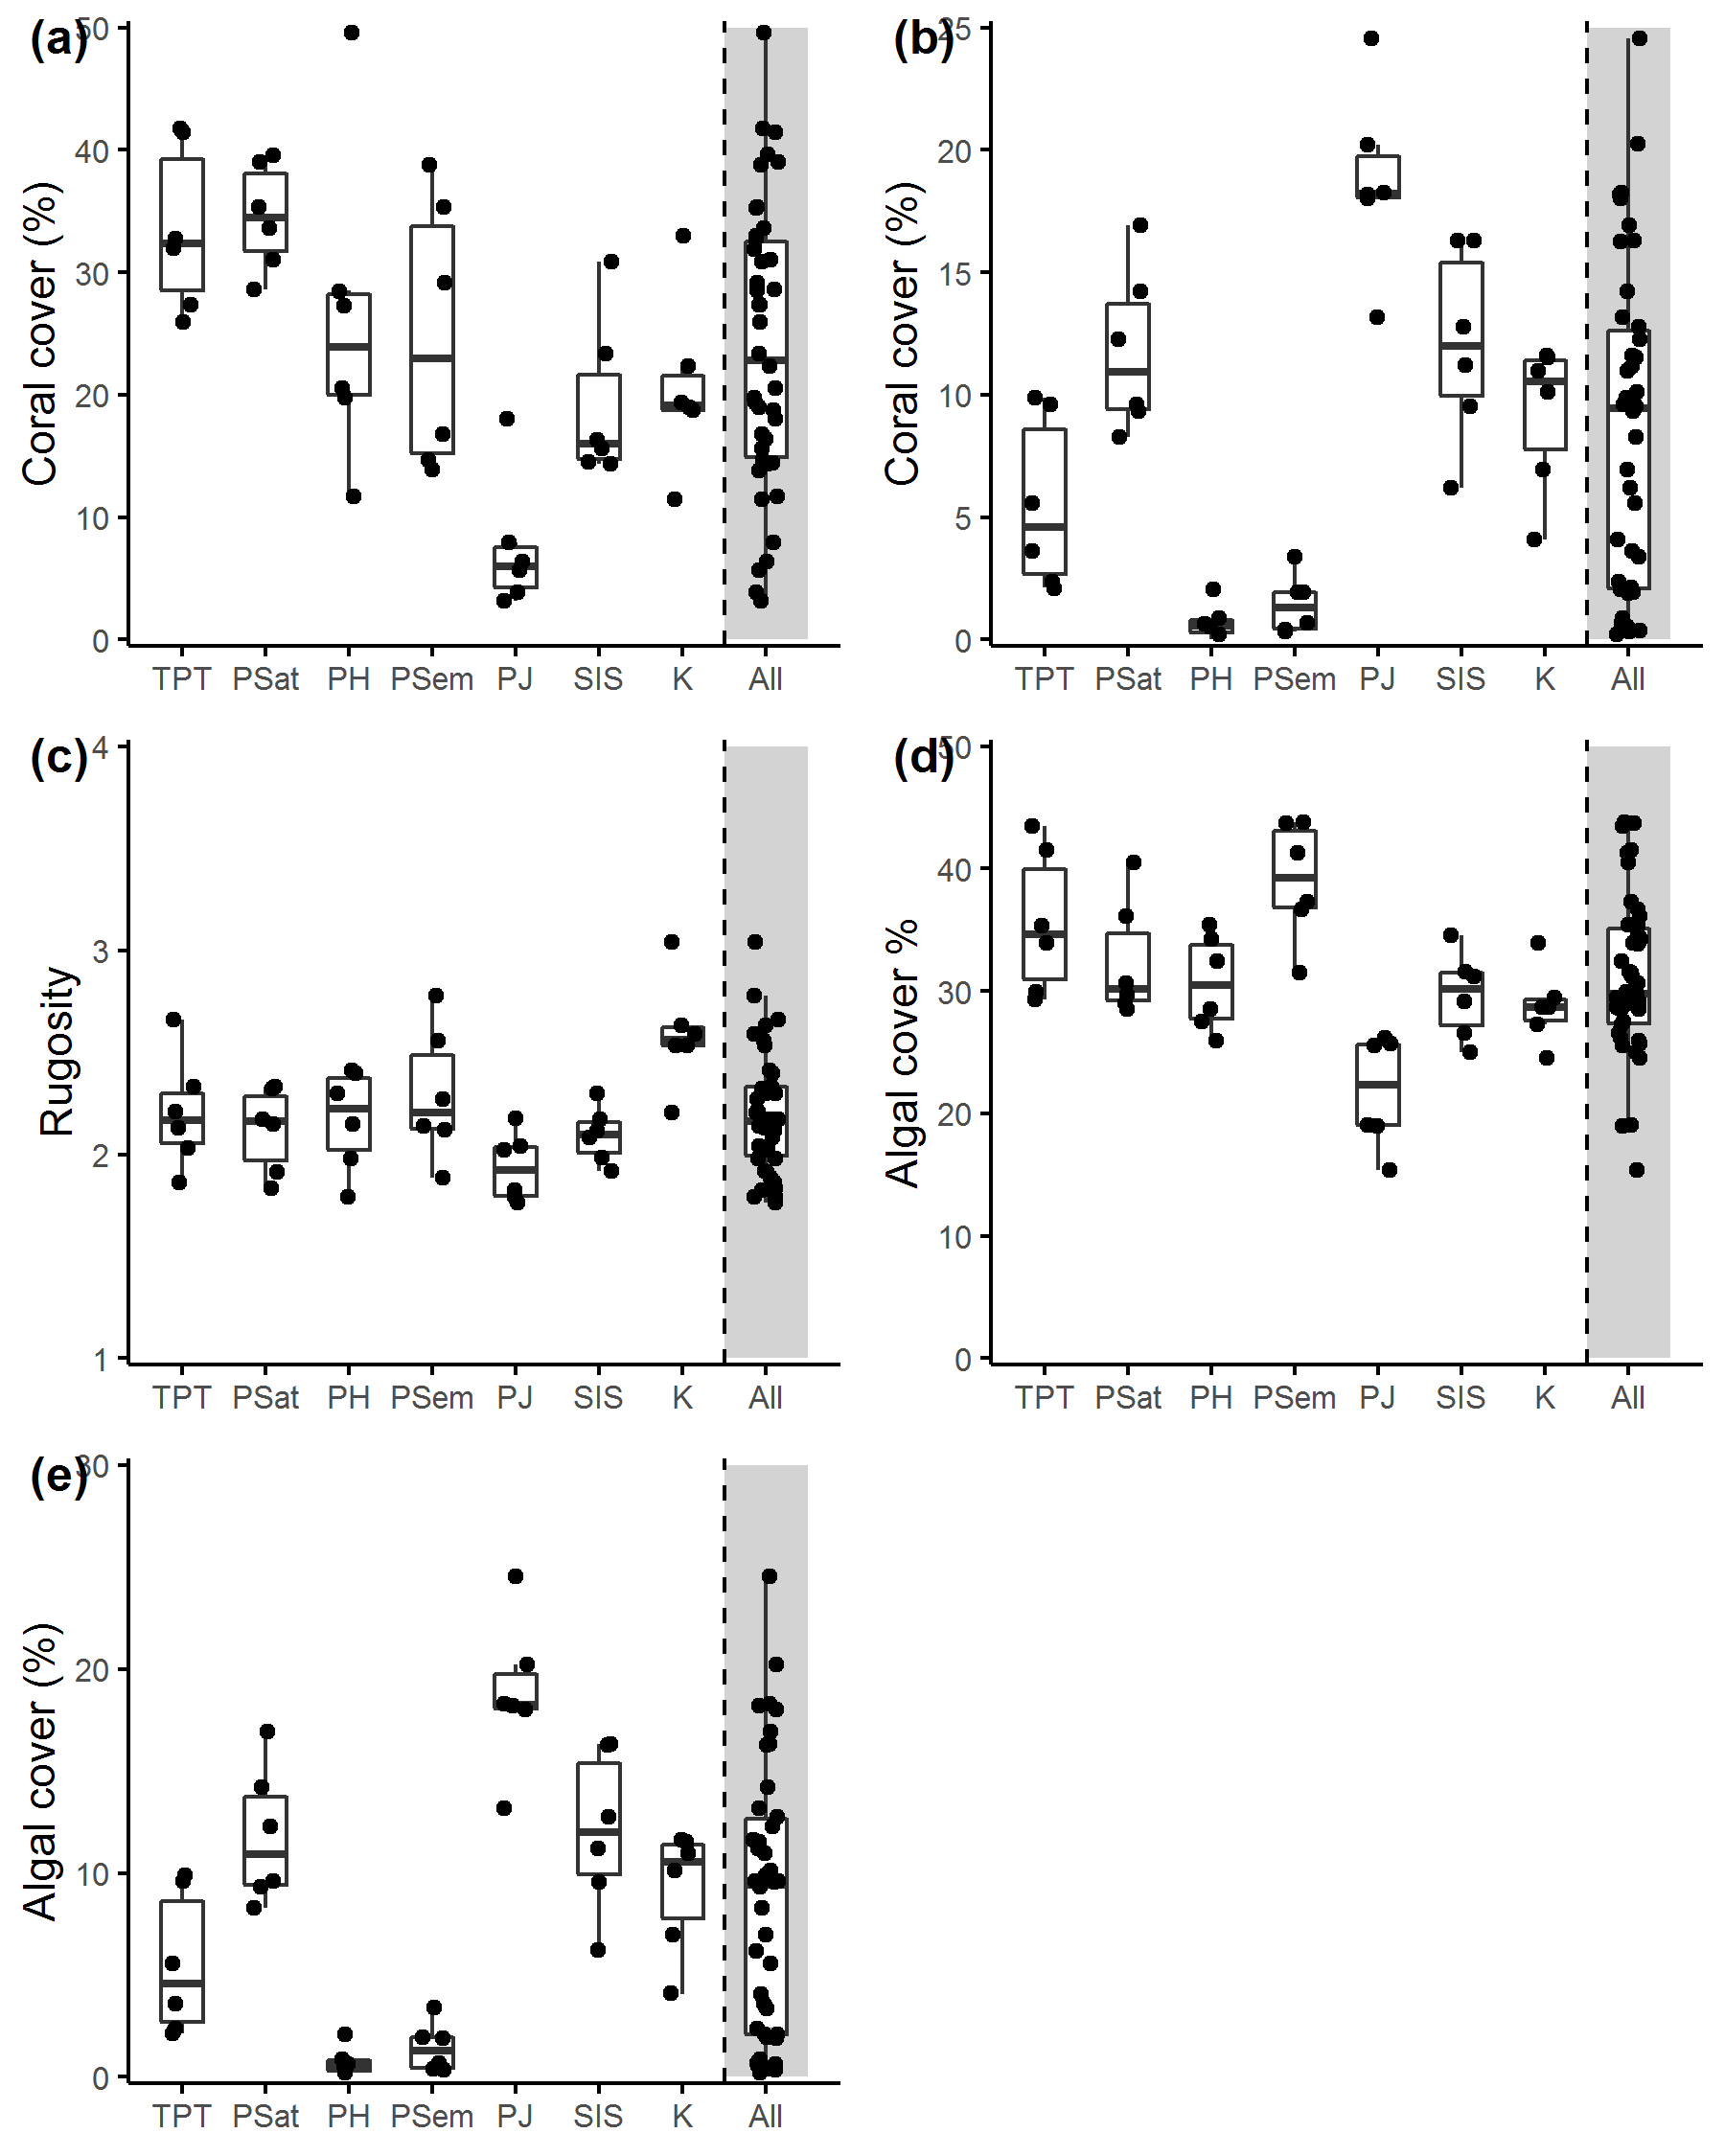 (a)
50
40
30
20
10
0
Coral cover (%)
TPT PSat PH PSem PJ SIS K All
(b)
25
20
15
10
5
0
Coral cover (%)
TPT PSat PH PSem PJ SIS K All
(c)
4
3
2
1
Rugosity
TPT PSat PH PSem PJ SIS K All
(d)
50
40
30
20
10
0
Algal cover %
TPT PSat PH PSem PJ SIS K All
(e)
30
20
10
0
Algal cover (%)
TPT PSat PH PSem PJ SIS K All